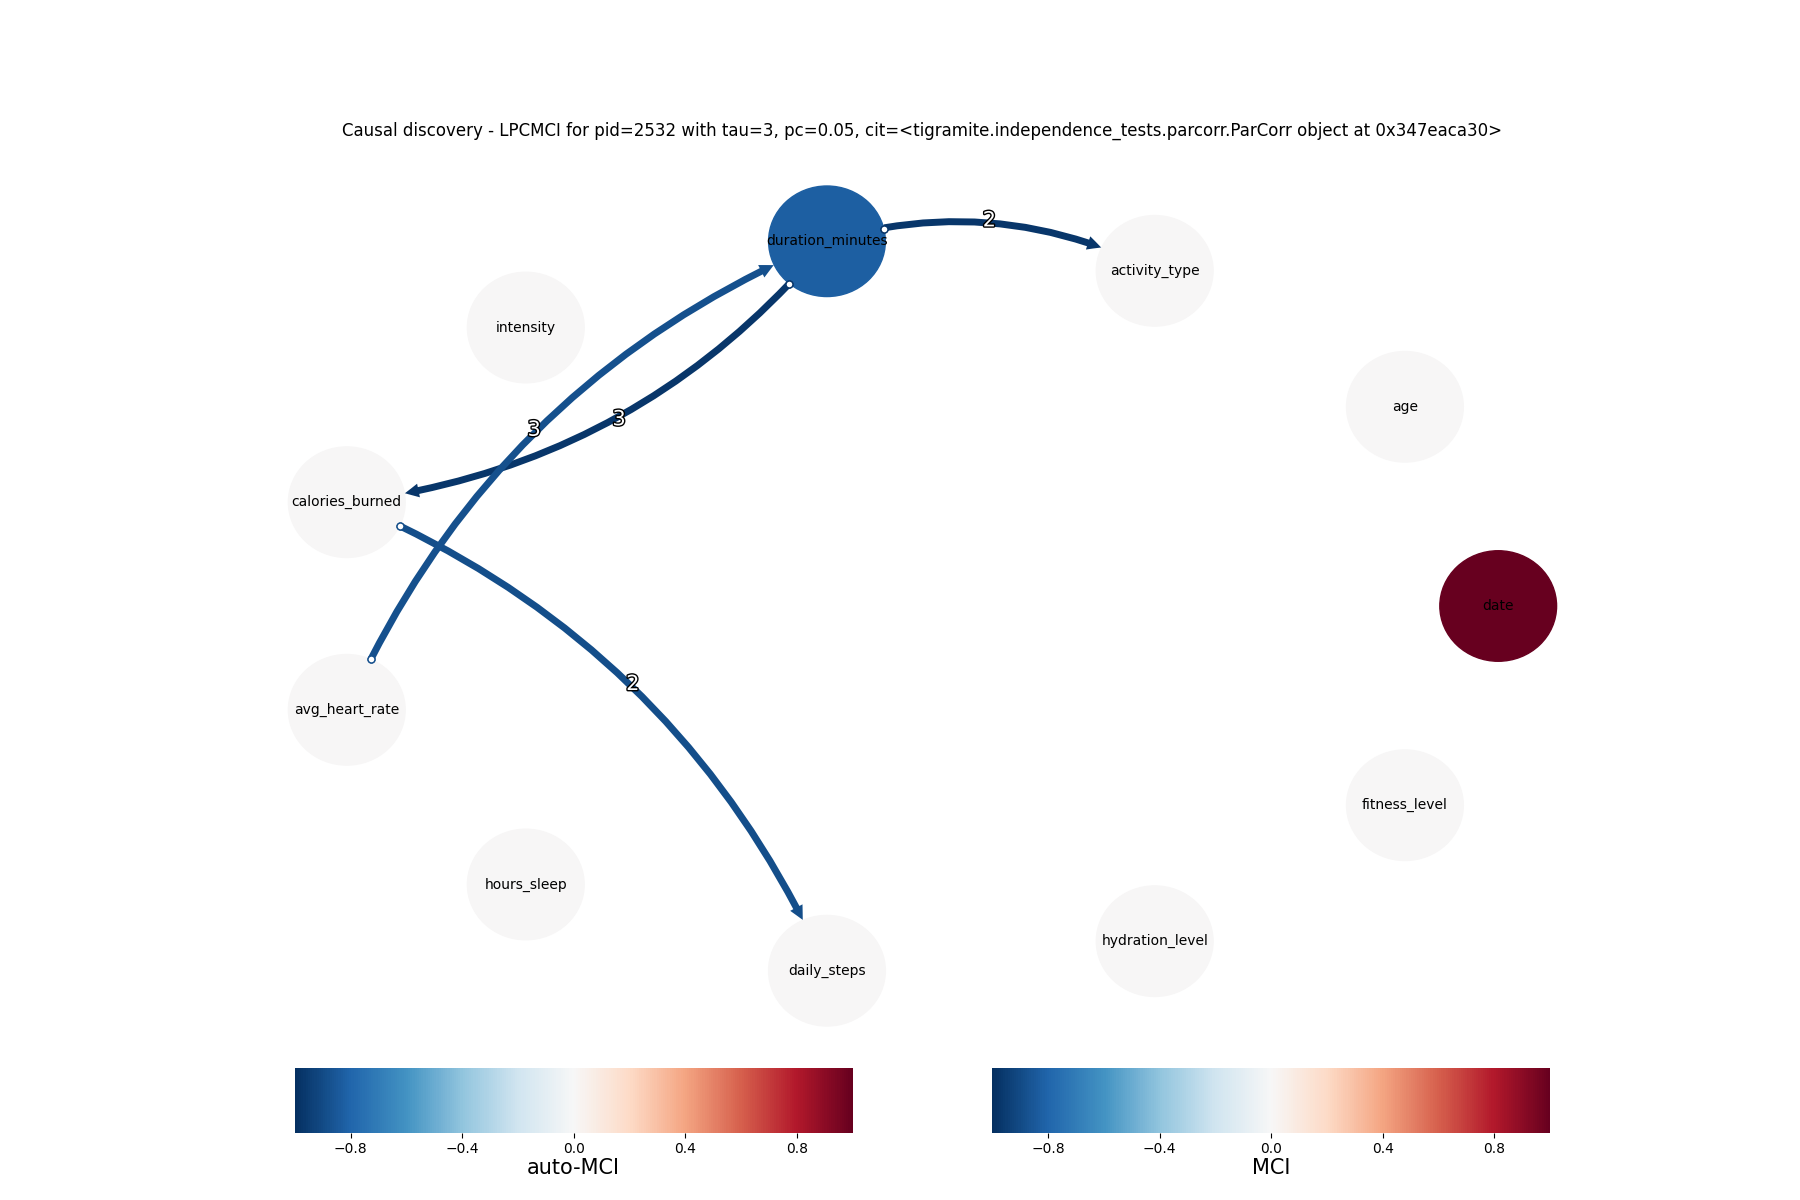 Causal discovery - LPCMCI for pid=2532 with tau=3, pc=0.05, cit=<tigramite.independence_tests.parcorr.ParCorr object at 0x347eaca30>
2
duration_minutes
activity_type
intensity
age
3
3
calories_burned
date
2
avg_heart_rate
fitness_level
hours_sleep
hydration_level
daily_steps
−0.8 −0.4 0.0 0.4 0.8
auto-MCI
−0.8 −0.4 0.0 0.4 0.8
MCI